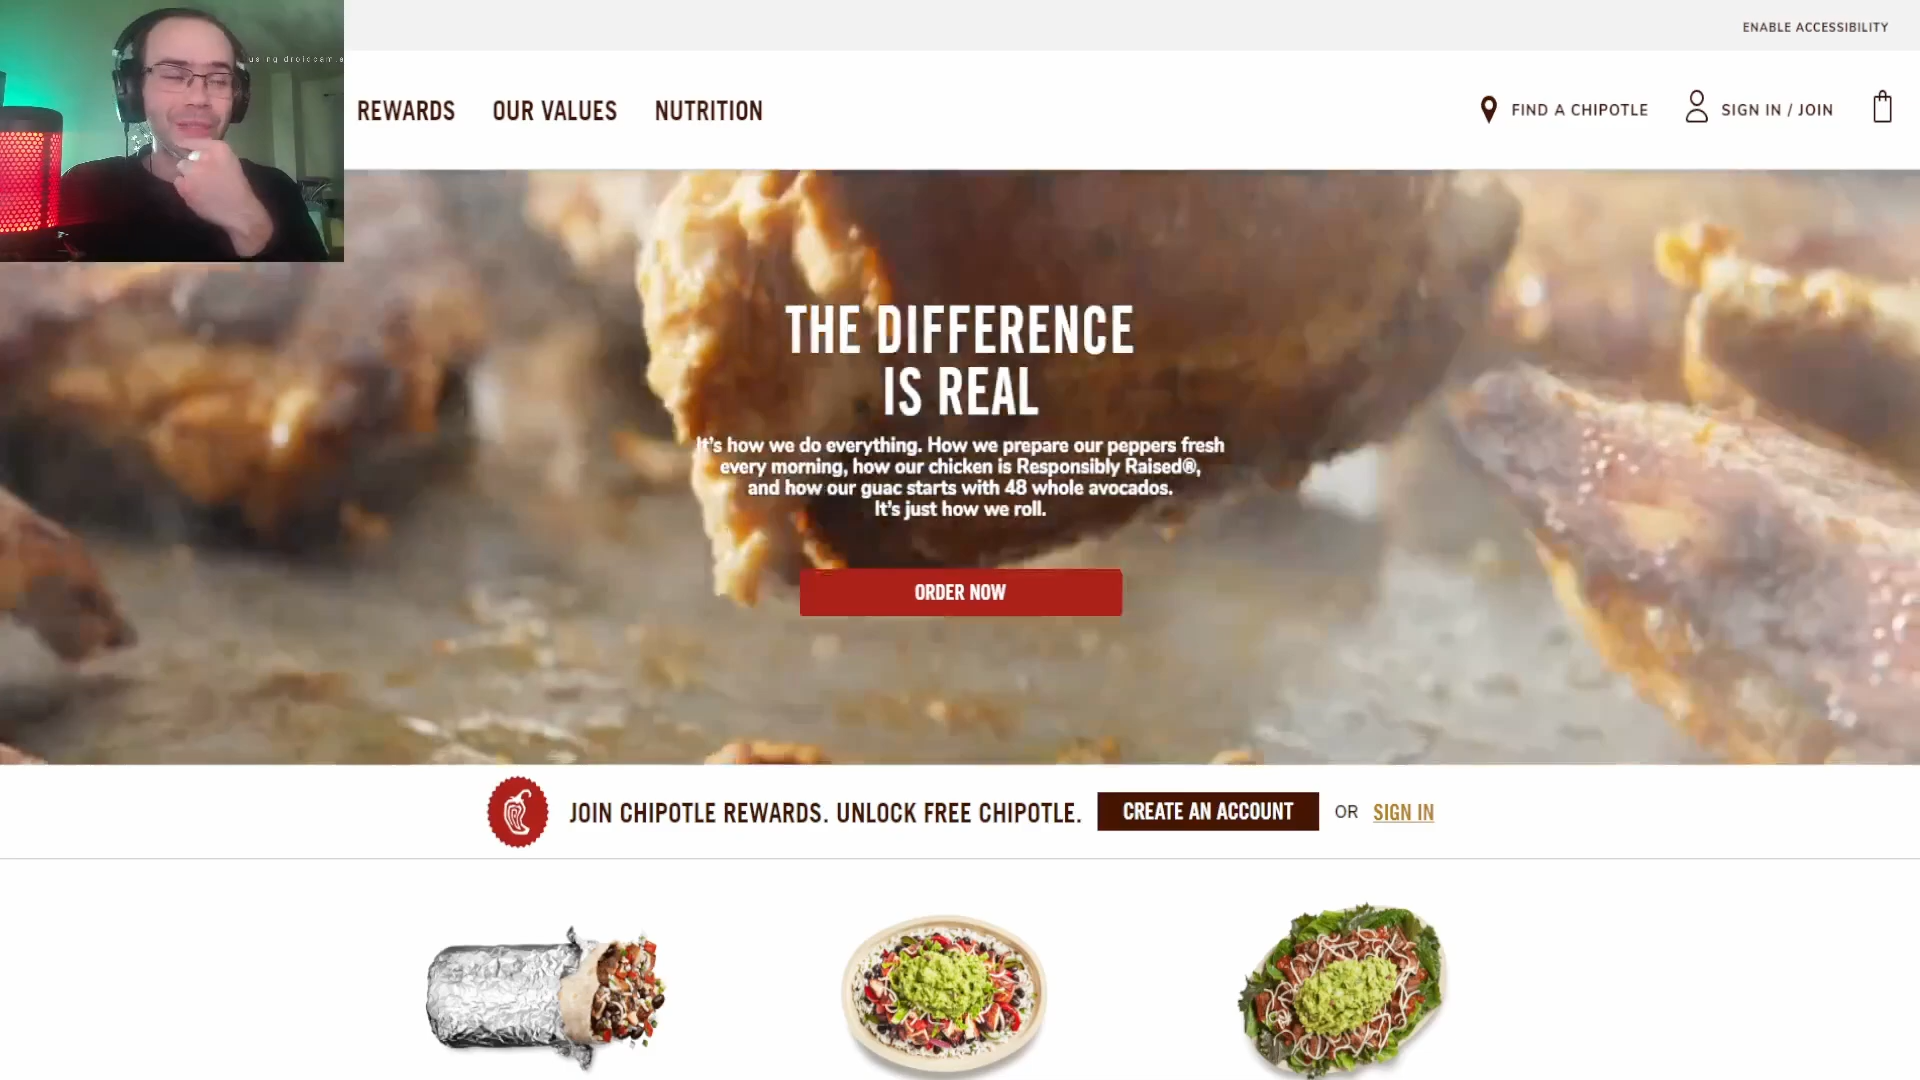 ENABLE ACCESSIBILITY
using droidcam.a
REWARDS
OUR VALUES
NUTRITION
FIND A CHIPOTLE
SIGN IN / JOIN
THE DIFFERENCE
IS REAL
It's how we do everything. How we prepare our peppers fresh
every morning, how our chicken is Responsibly Raised®,
and how our guac starts with 48 whole avocados.
It's just how we roll.
ORDER NOW
JOIN CHIPOTLE REWARDS. UNLOCK FREE CHIPOTLE.
CREATE AN ACCOUNT
OR
SIGN IN